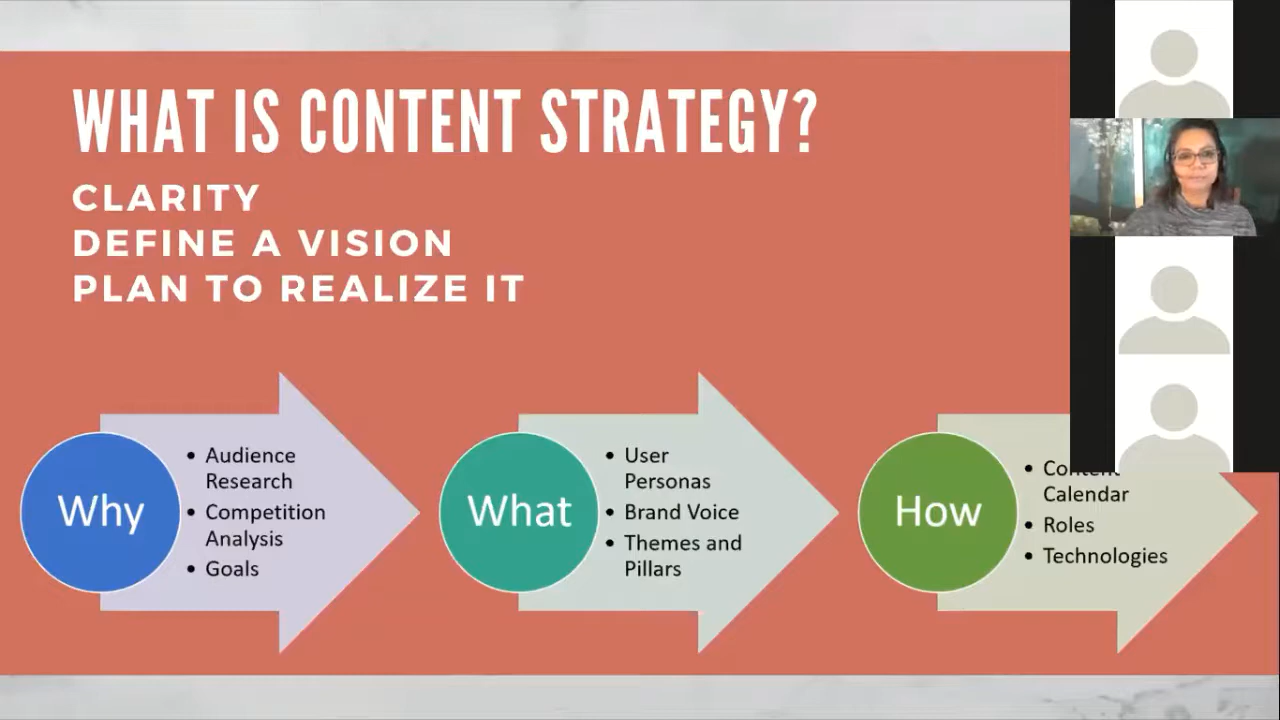 WHAT IS CONTENT STRATEGY?
CLARITY
DEFINE A VISION
PLAN TO REALIZE IT
Why
• Audience
Research
• Competition
Analysis
• Goals
What
• User
Personas
• Brand Voice
• Themes and
Pillars
How
• Content
Calendar
• Roles
• Technologies